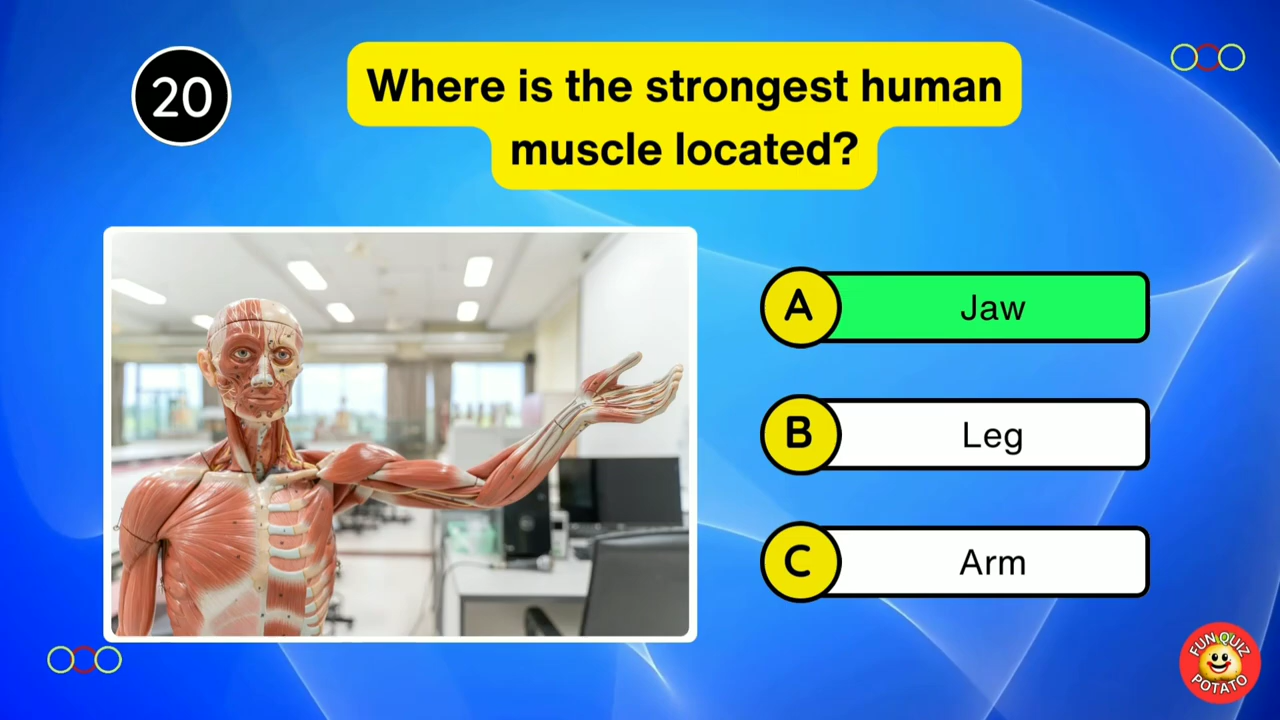 20
Where is the strongest human
muscle located?
A
Jaw
B
Leg
C
Arm
FUN QUIZ
POTATO